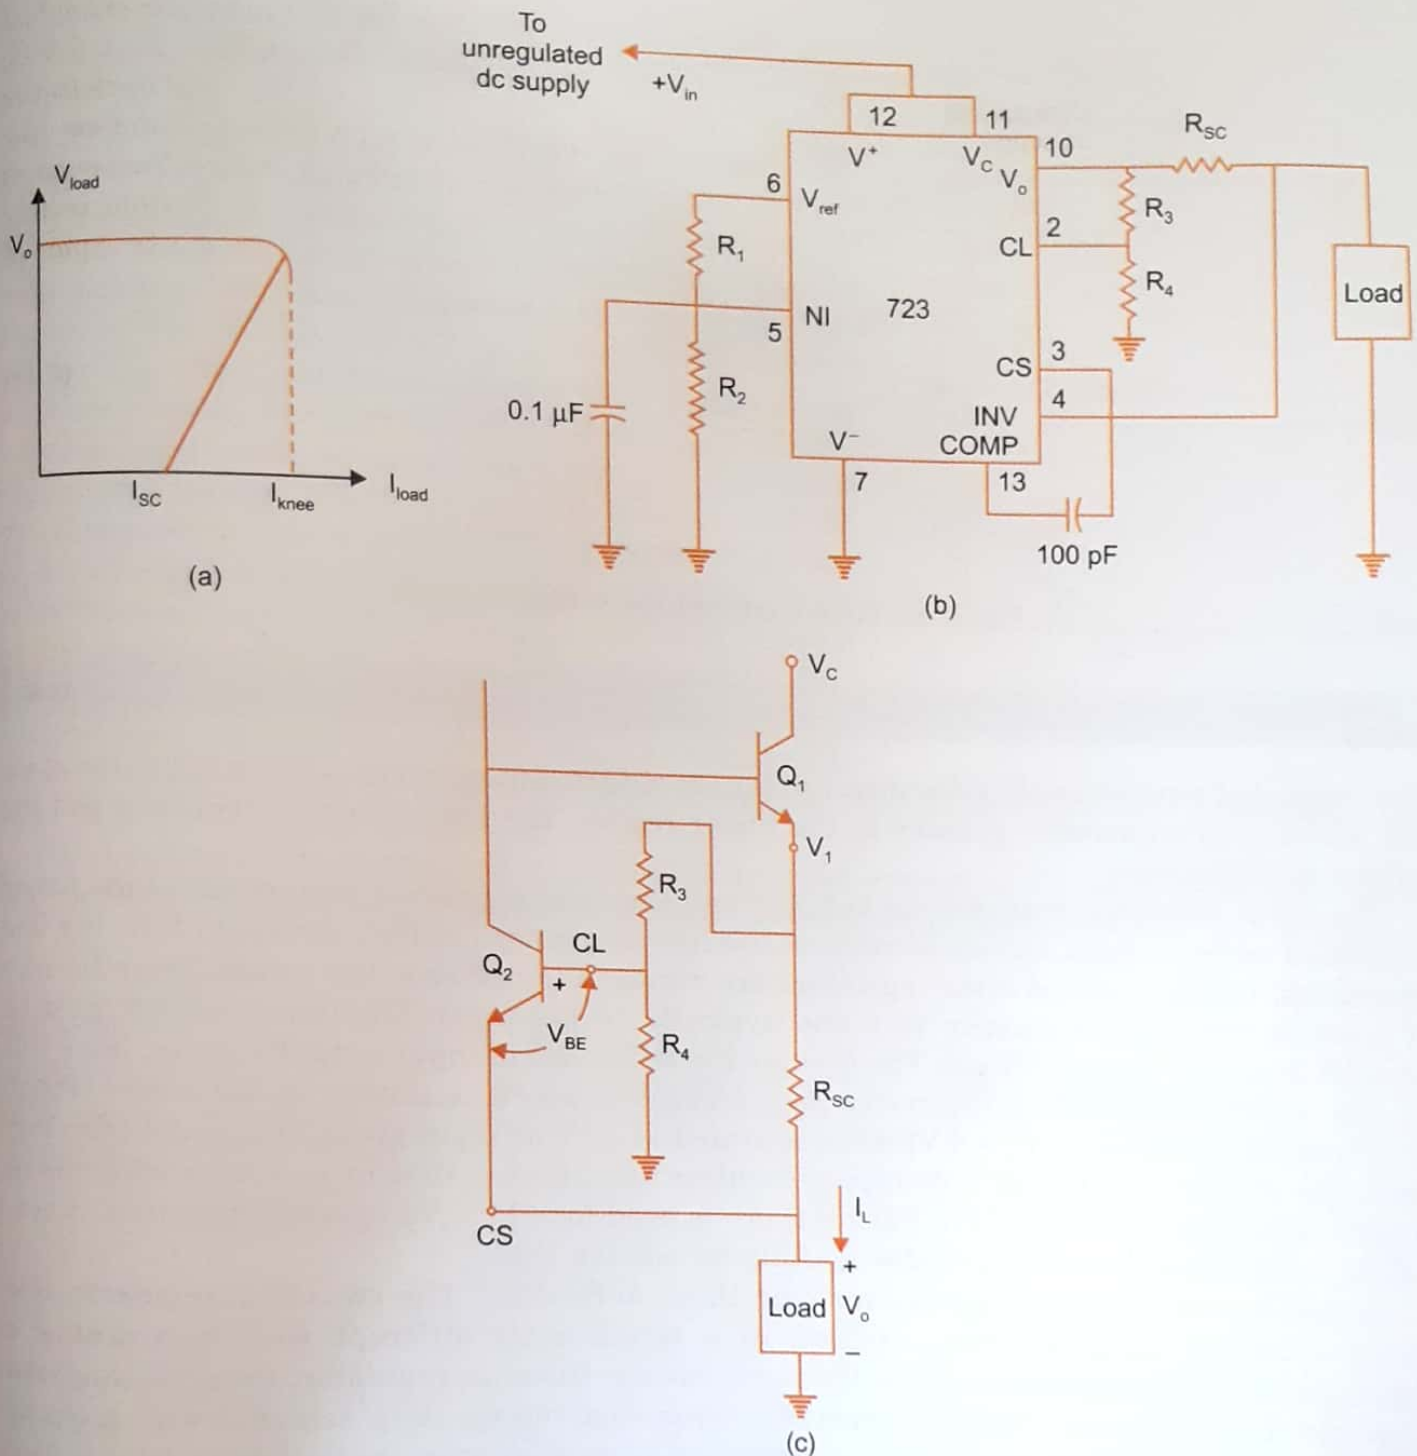 To
unregulated
dc supply
+Vin
12
11
V+
VC
10
RSC
Vload
Vo
ISC
Iknee
Iload
(a)
6
Vref
R1
NI
5
R2
0.1 μF
723
Vo
R3
2
CL
R4
Load
3
CS
4
INV
COMP
V−
7
13
100 pF
(b)
VC
Q1
V1
R3
CL
Q2
+
VBE
R4
RSC
CS
IL
+
Load
Vo
−
(c)